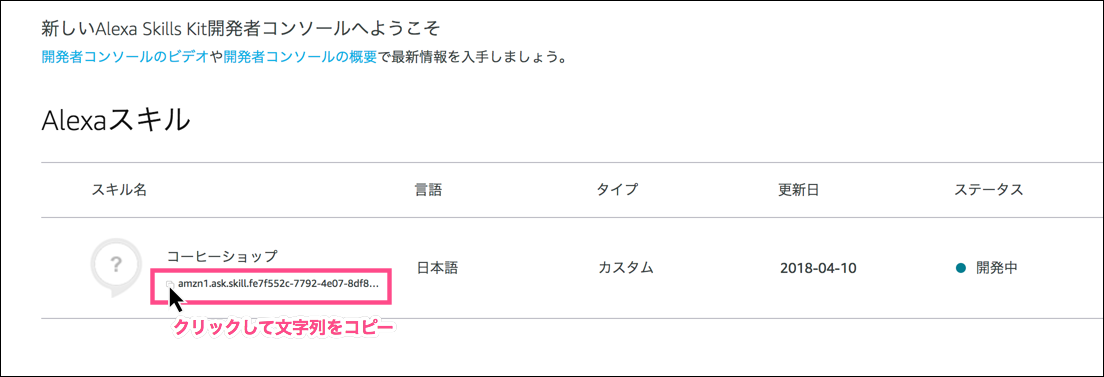 新しいAlexa Skills Kit開発者コンソールへようこそ
開発者コンソールのビデオや開発者コンソールの概要で最新情報を入手しましょう。
Alexaスキル
スキル名 言語 タイプ 更新日 ステータス
?
コーヒーショップ
日本語 カスタム 2018-04-10 開発中
amzn1.ask.skill.fe7f552c-7792-4e07-8df8...
クリックして文字列をコピー